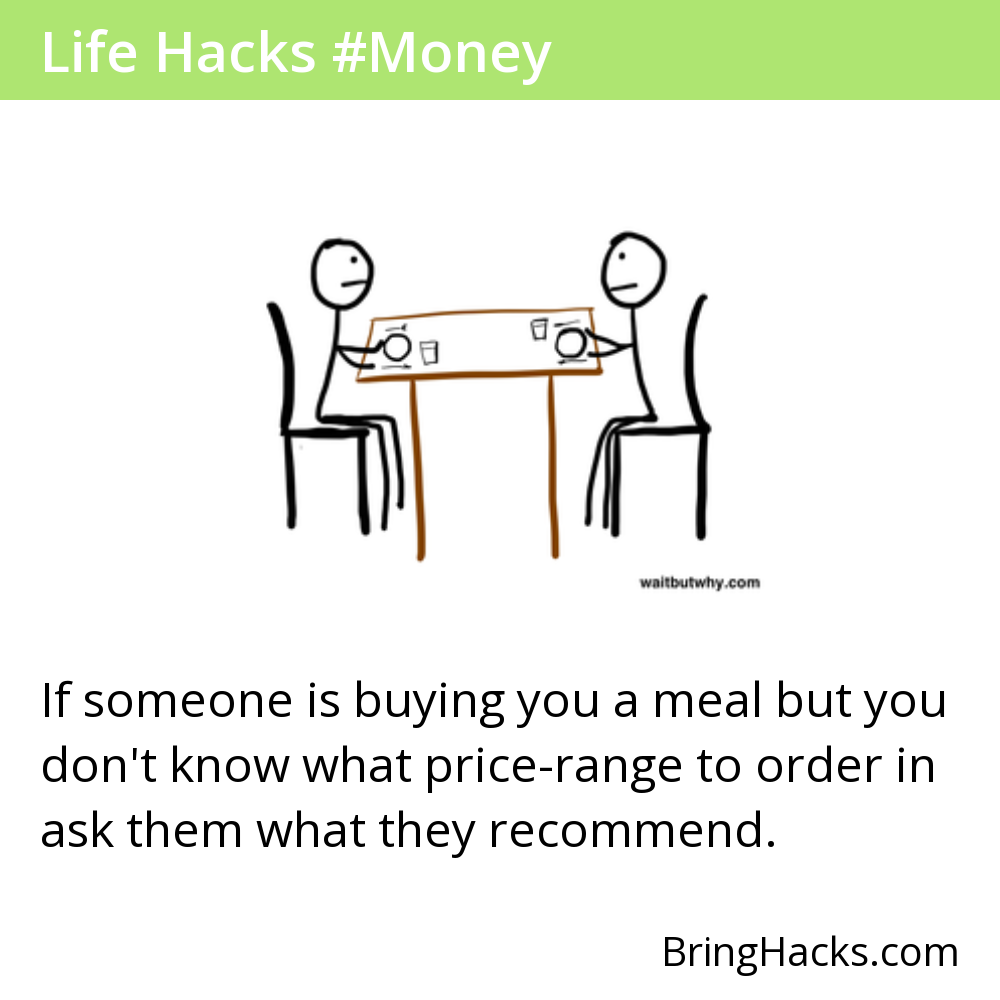 Life Hacks #Money
waitbutwhy.com
If someone is buying you a meal but you
don't know what price-range to order in
ask them what they recommend.
BringHacks.com